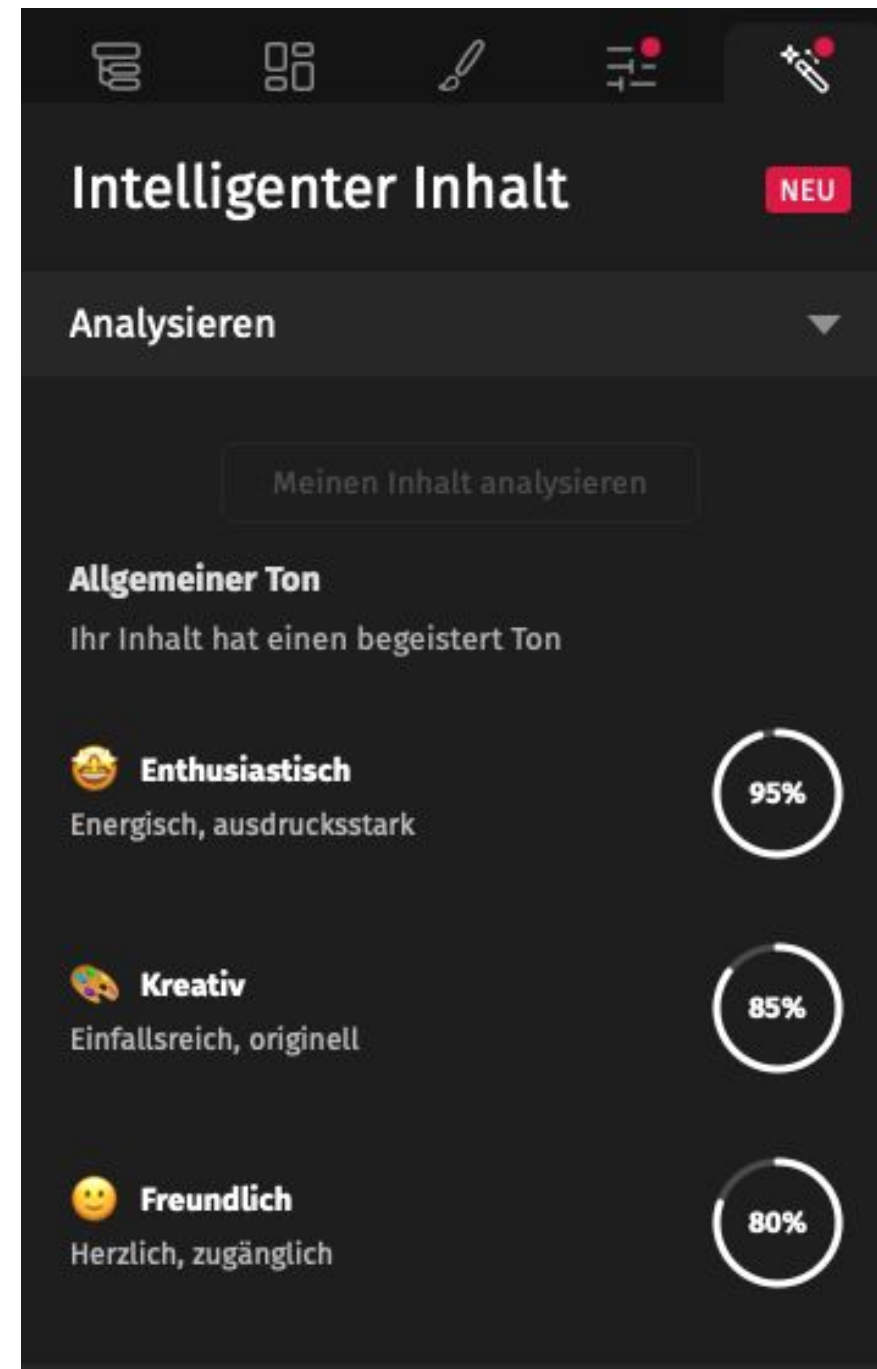 Intelligenter Inhalt
NEU
Analysieren
Meinen Inhalt analysieren
Allgemeiner Ton
Ihr Inhalt hat einen begeistert Ton
Enthusiastisch
95%
Energisch, ausdrucksstark
Kreativ
85%
Einfallsreich, originell
Freundlich
80%
Herzlich, zugänglich